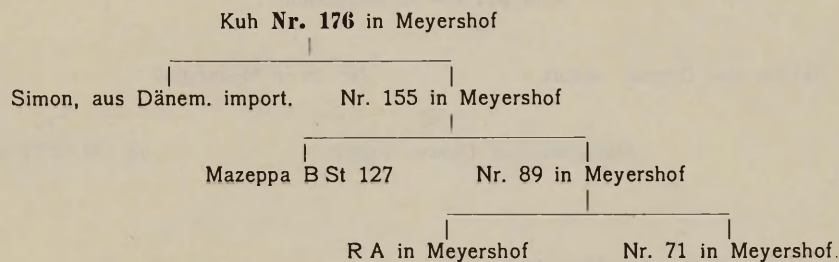 Kuh Nr. 176 in Meyershof
Simon, aus Dänem. import. Nr. 155 in Meyershof
Mazeppa B St 127 Nr. 89 in Meyershof
R A in Meyershof Nr. 71 in Meyershof